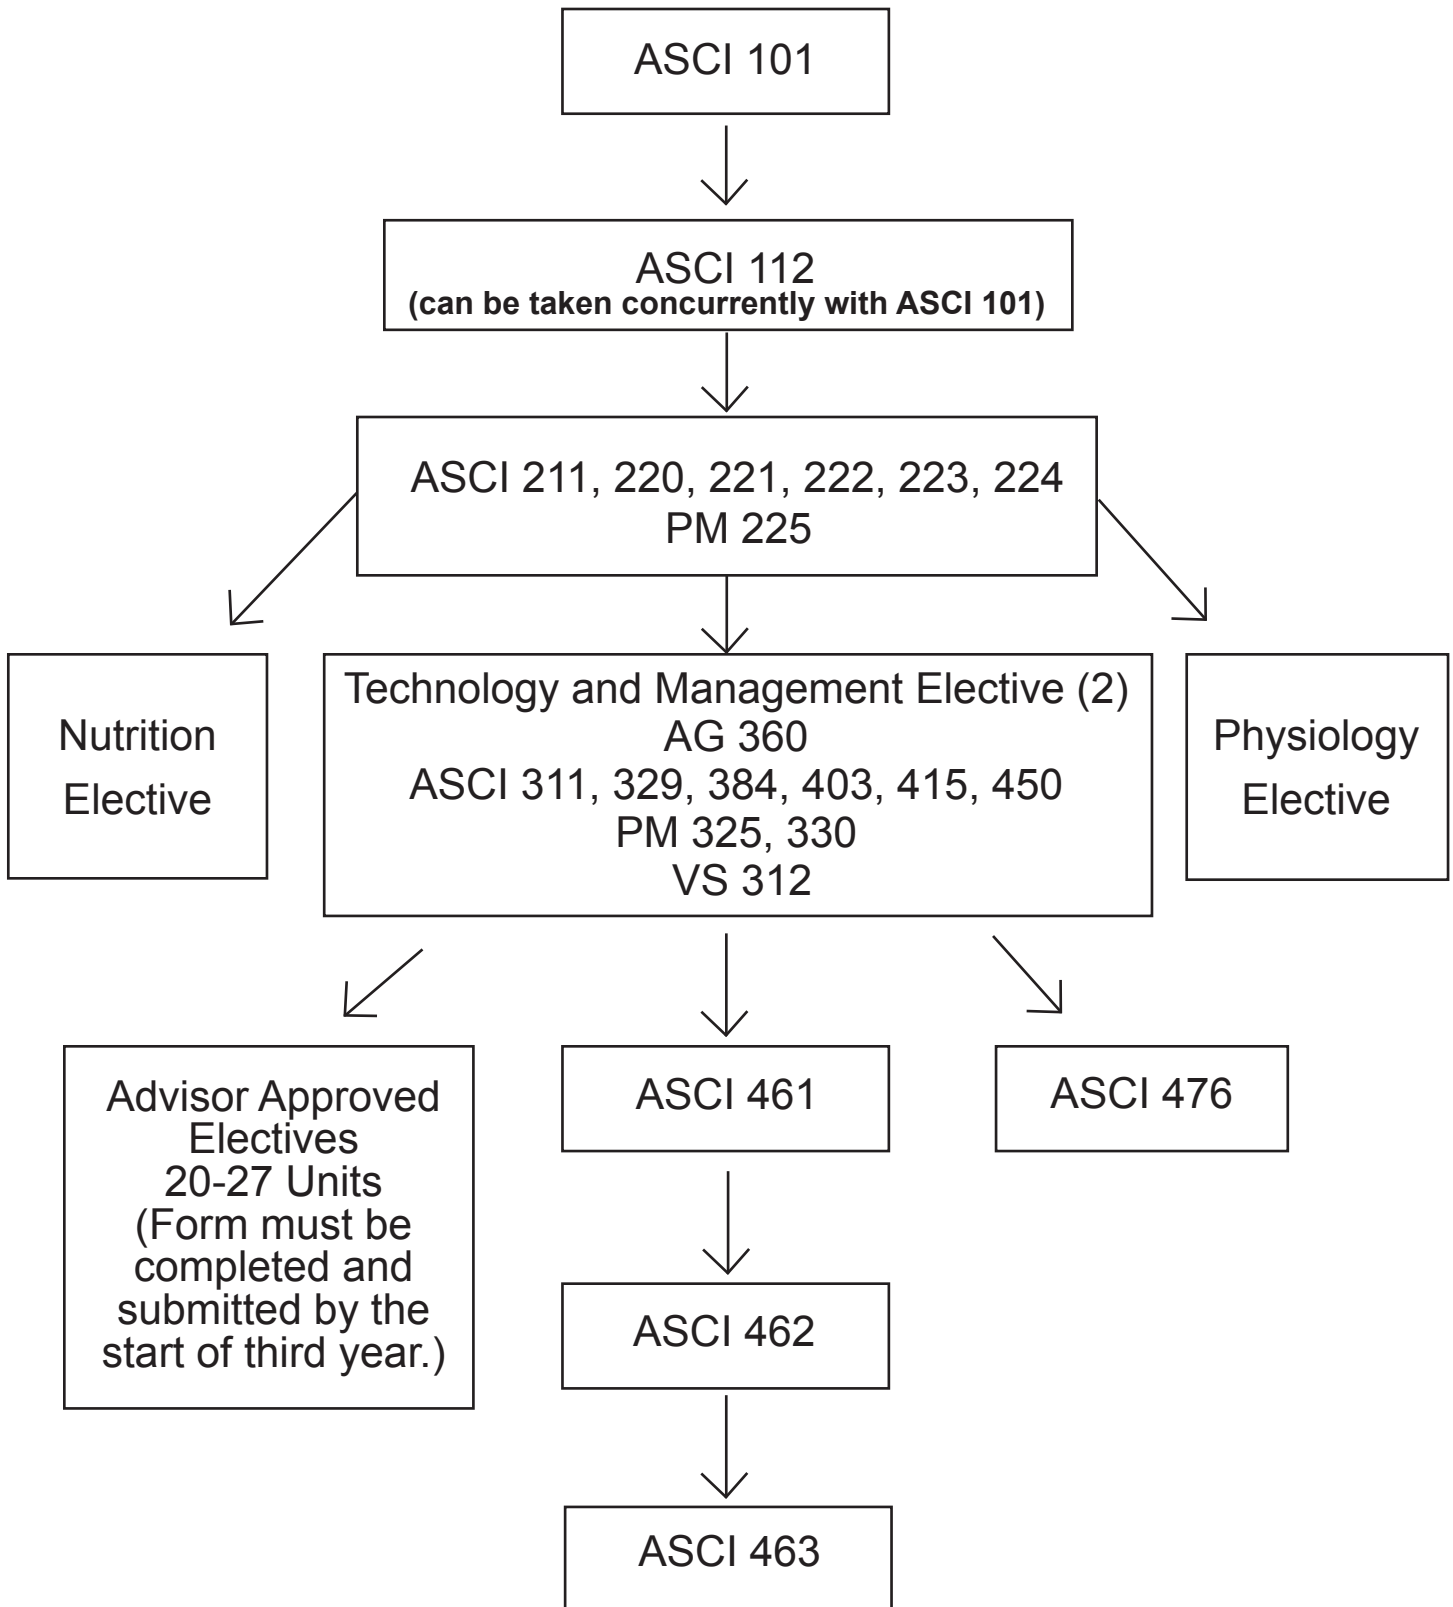 ASCI 101
ASCI 112
(can be taken concurrently with ASCI 101)
ASCI 211, 220, 221, 222, 223, 224
PM 225
Nutrition
Elective
Technology and Management Elective (2)
AG 360
ASCI 311, 329, 384, 403, 415, 450
PM 325, 330
VS 312
Physiology
Elective
Advisor Approved
Electives
20-27 Units
(Form must be
completed and
submitted by the
start of third year.)
ASCI 461
ASCI 476
ASCI 462
ASCI 463